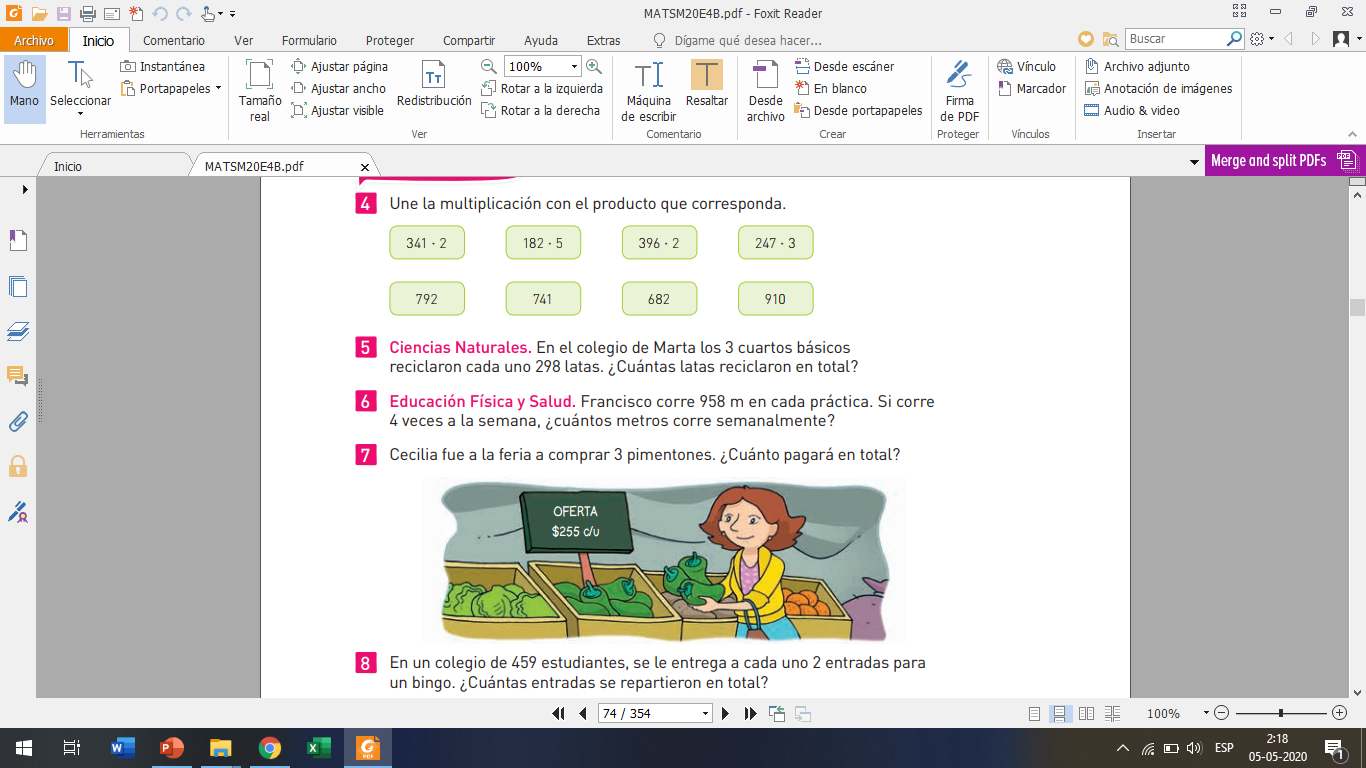 MATSM20E4B.pdf - Foxit Reader
Archivo Inicio Comentario Ver Formulario Proteger Compartir Ayuda Extras Dígame qué desea hacer... Buscar
Mano
Seleccionar
Instantánea
Portapapeles
Herramientas
Tamaño real
Ajustar página
Ajustar ancho
Ajustar visible
Redistribución
100%
Rotar a la izquierda
Rotar a la derecha
Ver
Máquina de escribir
Resaltar
Comentario
Desde archivo
Desde escáner
En blanco
Desde portapapeles
Crear
Firma de PDF
Proteger
Vínculo
Marcador
Vínculos
Archivo adjunto
Anotación de imágenes
Audio & video
Insertar
Inicio MATSM20E4B.pdf Merge and split PDFs
4 Une la multiplicación con el producto que corresponda.
341 · 2 182 · 5 396 · 2 247 · 3
792 741 682 910
5 Ciencias Naturales. En el colegio de Marta los 3 cuartos básicos
reciclaron cada uno 298 latas. ¿Cuántas latas reciclaron en total?
6 Educación Física y Salud. Francisco corre 958 m en cada práctica. Si corre
4 veces a la semana, ¿cuántos metros corre semanalmente?
7 Cecilia fue a la feria a comprar 3 pimentones. ¿Cuánto pagará en total?
OFERTA
$255 c/u
8 En un colegio de 459 estudiantes, se le entrega a cada uno 2 entradas para
un bingo. ¿Cuántas entradas se repartieron en total?
74 / 354 100%
ESP 2:18
05-05-2020